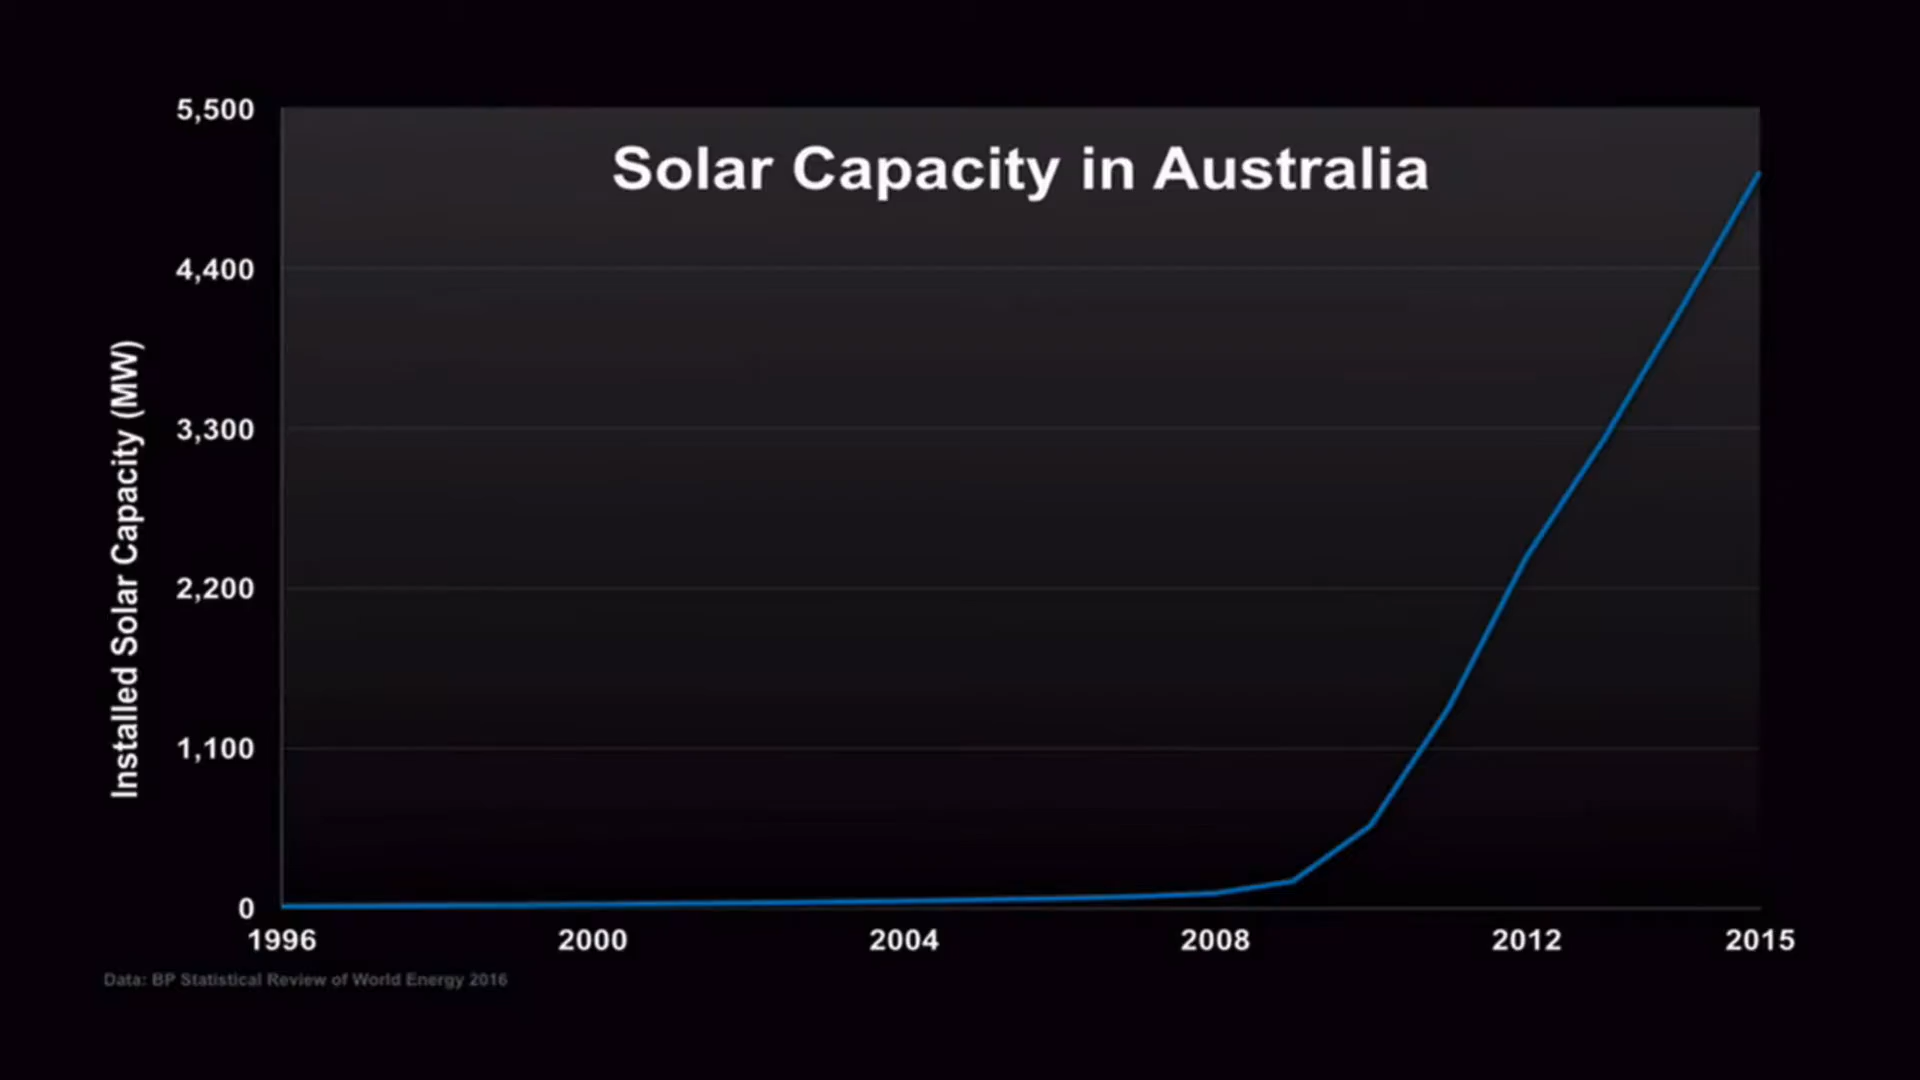 Solar Capacity in Australia
Installed Solar Capacity (MW)
5,500
4,400
3,300
2,200
1,100
0
1996 2000 2004 2008 2012 2015
Data: BP Statistical Review of World Energy 2016